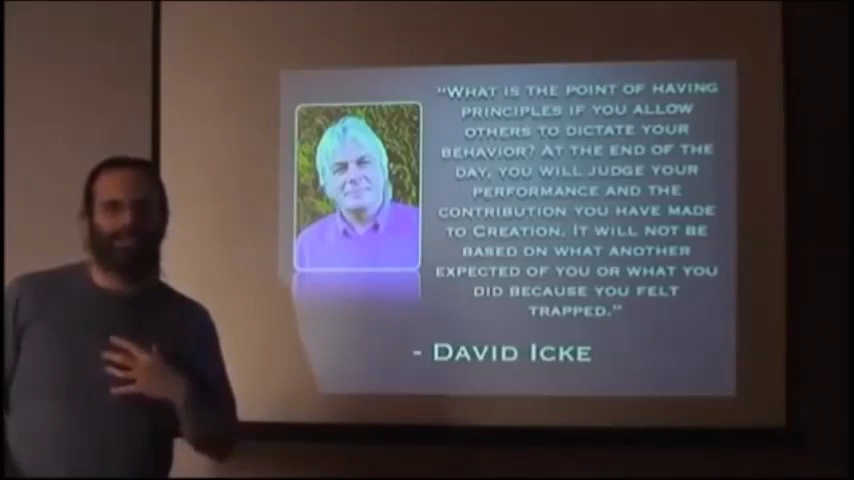 "WHAT IS THE POINT OF HAVING
PRINCIPLES IF YOU ALLOW
OTHERS TO DICTATE YOUR
BEHAVIOR? AT THE END OF THE
DAY, YOU WILL JUDGE YOUR
PERFORMANCE AND THE
CONTRIBUTION YOU HAVE MADE
TO CREATION. IT WILL NOT BE
BASED ON WHAT ANOTHER
EXPECTED OF YOU OR WHAT YOU
DID BECAUSE YOU FELT
TRAPPED."
- DAVID ICKE